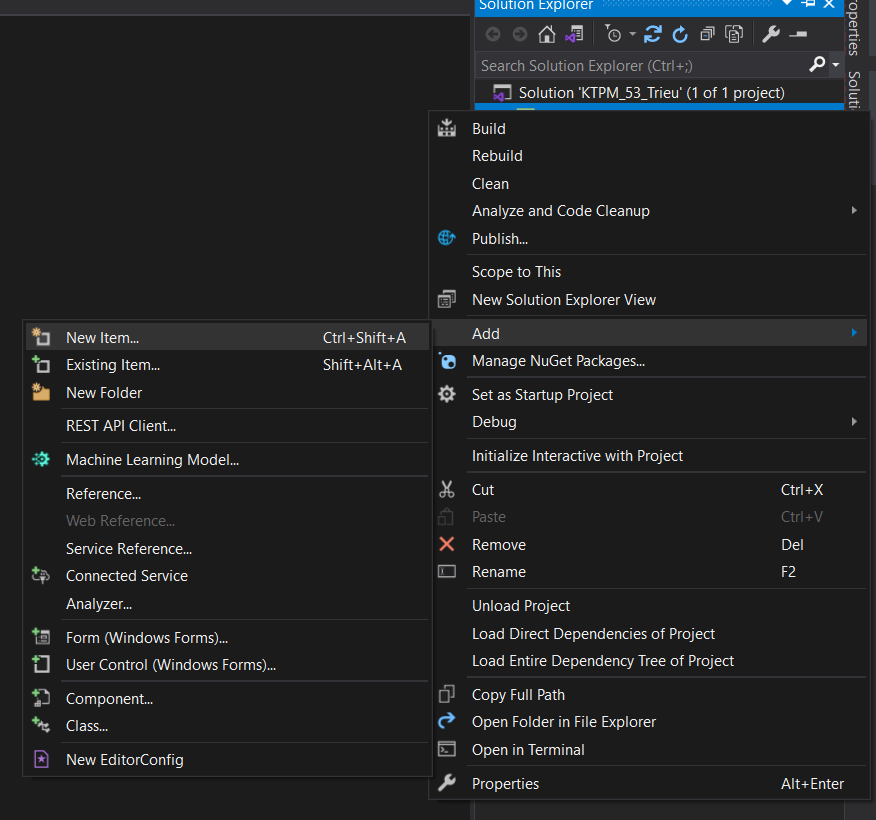 Solution Explorer
Search Solution Explorer (Ctrl+;)
Solution 'KTPM_53_Trieu' (1 of 1 project)
Build
Rebuild
Clean
Analyze and Code Cleanup
Publish...
Scope to This
New Solution Explorer View
Add
Manage NuGet Packages...
Set as Startup Project
Debug
Initialize Interactive with Project
Cut Ctrl+X
Paste Ctrl+V
Remove Del
Rename F2
Unload Project
Load Direct Dependencies of Project
Load Entire Dependency Tree of Project
Copy Full Path
Open Folder in File Explorer
Open in Terminal
Properties Alt+Enter
New Item... Ctrl+Shift+A
Existing Item... Shift+Alt+A
New Folder
REST API Client...
Machine Learning Model...
Reference...
Web Reference...
Service Reference...
Connected Service
Analyzer...
Form (Windows Forms)...
User Control (Windows Forms)...
Component...
Class...
New EditorConfig